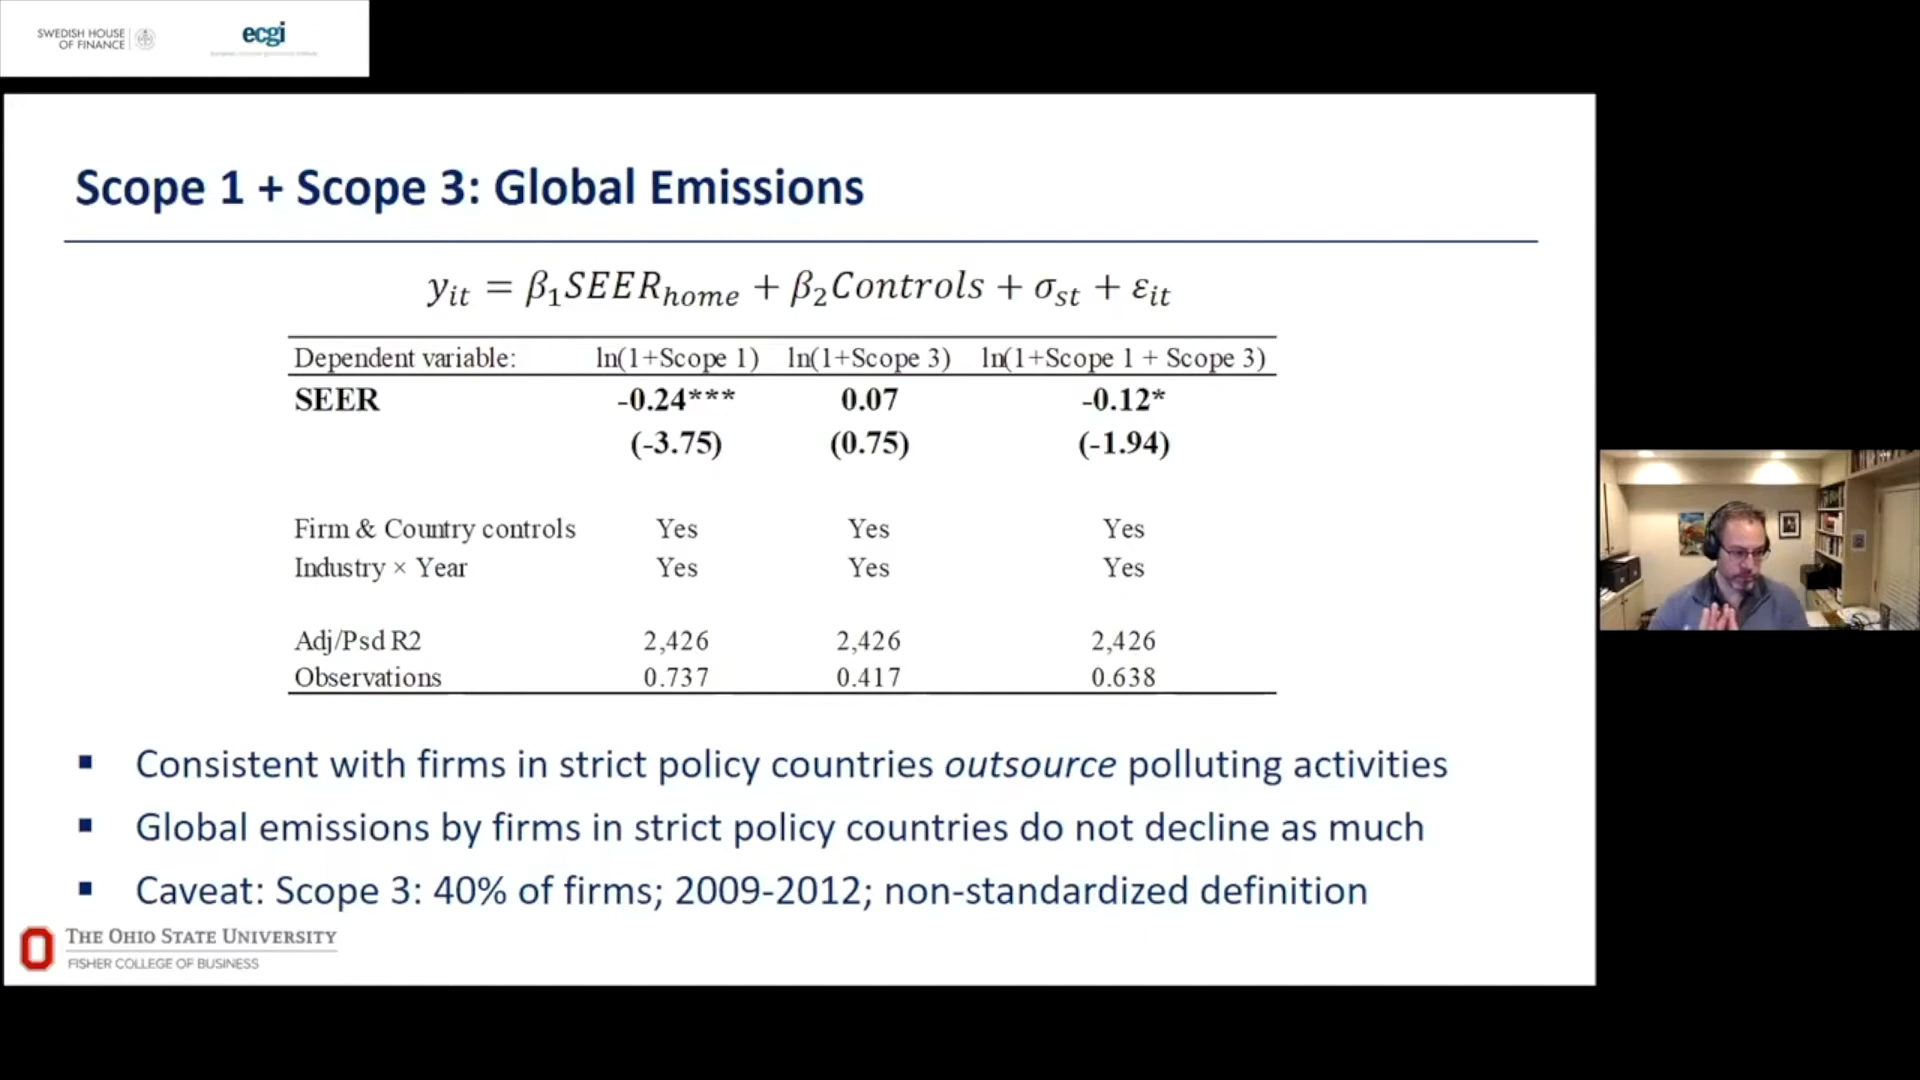 SWEDISH HOUSE
OF FINANCE
ecgi
Scope 1 + Scope 3: Global Emissions
y_it = β_1SEER_home + β_2Controls + σ_st + ε_it
Dependent variable: ln(1+Scope 1) ln(1+Scope 3) ln(1+Scope 1 + Scope 3)
SEER -0.24*** 0.07 -0.12*
(-3.75) (0.75) (-1.94)
Firm & Country controls Yes Yes Yes
Industry × Year Yes Yes Yes
Adj/Psd R2 2,426 2,426 2,426
Observations 0.737 0.417 0.638
▪ Consistent with firms in strict policy countries outsource polluting activities
▪ Global emissions by firms in strict policy countries do not decline as much
▪ Caveat: Scope 3: 40% of firms; 2009-2012; non-standardized definition
THE OHIO STATE UNIVERSITY
FISHER COLLEGE OF BUSINESS